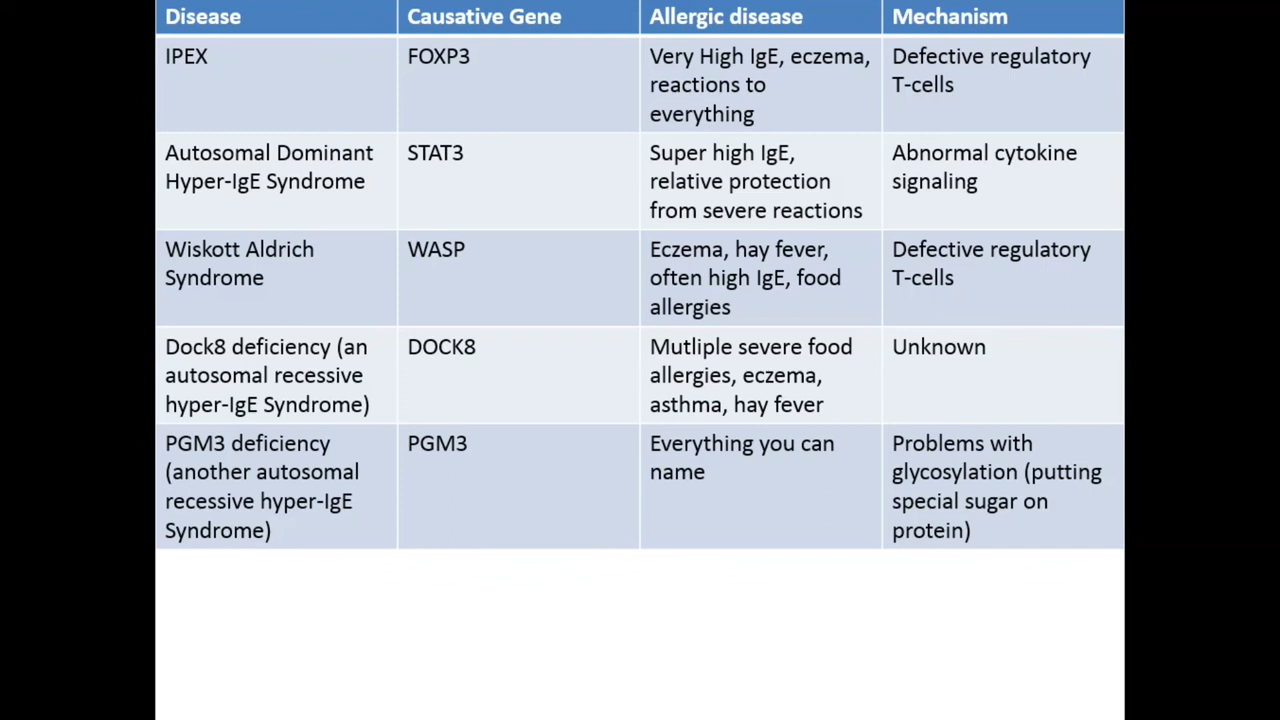 Disease Causative Gene Allergic disease Mechanism
IPEX FOXP3 Very High IgE, eczema, Defective regulatory
reactions to T-cells
everything
Autosomal Dominant STAT3 Super high IgE, Abnormal cytokine
Hyper-IgE Syndrome relative protection signaling
from severe reactions
Wiskott Aldrich WASP Eczema, hay fever, Defective regulatory
Syndrome often high IgE, food T-cells
allergies
Dock8 deficiency (an DOCK8 Mutliple severe food Unknown
autosomal recessive allergies, eczema,
hyper-IgE Syndrome) asthma, hay fever
PGM3 deficiency PGM3 Everything you can Problems with
(another autosomal name glycosylation (putting
recessive hyper-IgE special sugar on
Syndrome) protein)